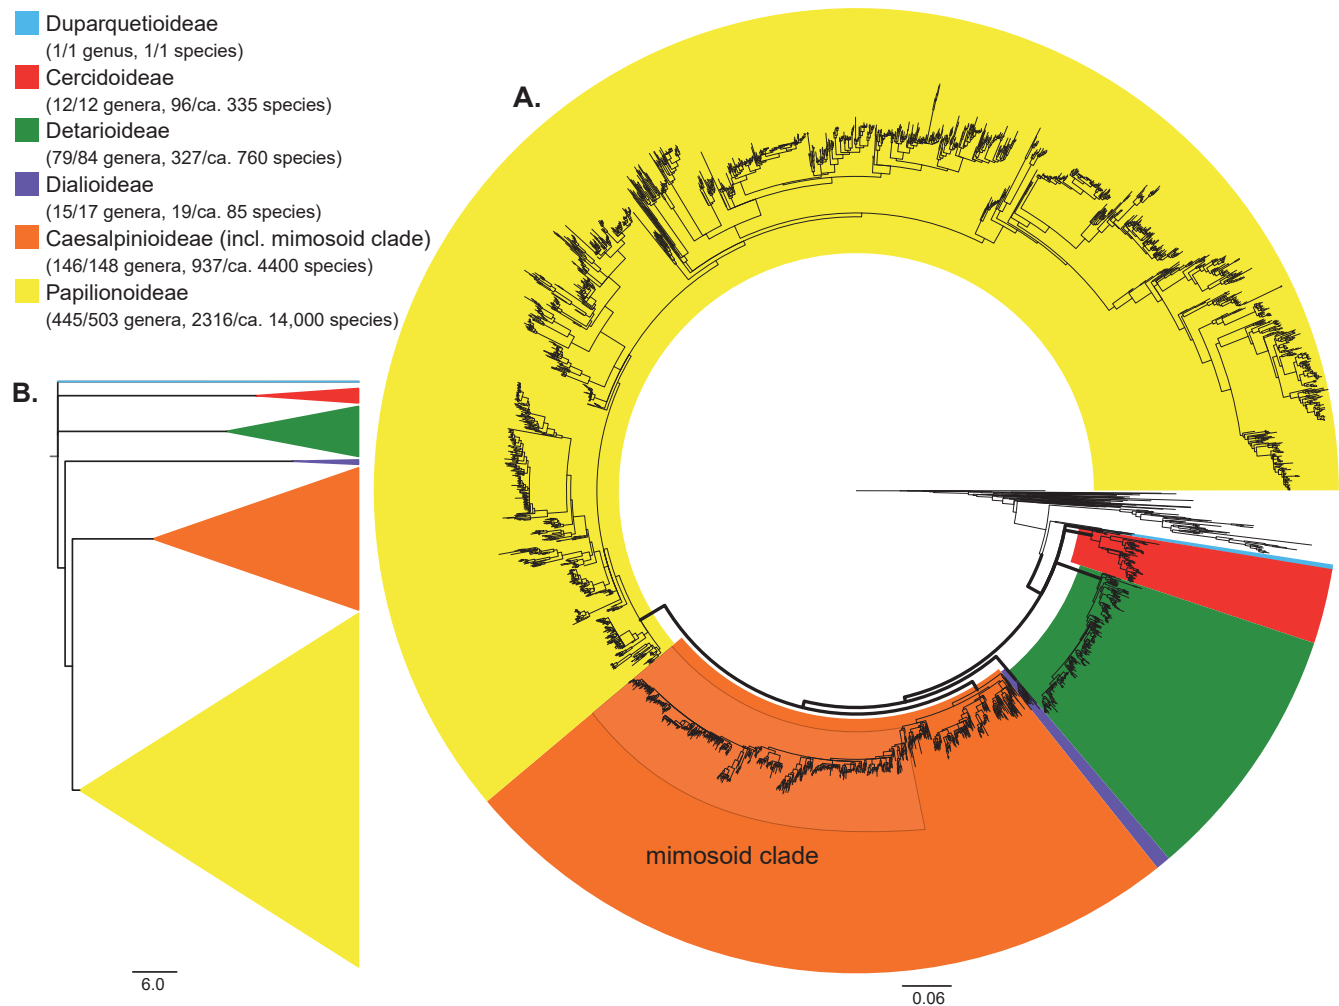 Duparquetioideae
(1/1 genus, 1/1 species)
Cercidoideae
(12/12 genera, 96/ca. 335 species)
Detarioideae
(79/84 genera, 327/ca. 760 species)
Dialioideae
(15/17 genera, 19/ca. 85 species)
Caesalpinioideae (incl. mimosoid clade)
(146/148 genera, 937/ca. 4400 species)
Papilionoideae
(445/503 genera, 2316/ca. 14,000 species)
A.
B.
mimosoid clade
6.0
0.06